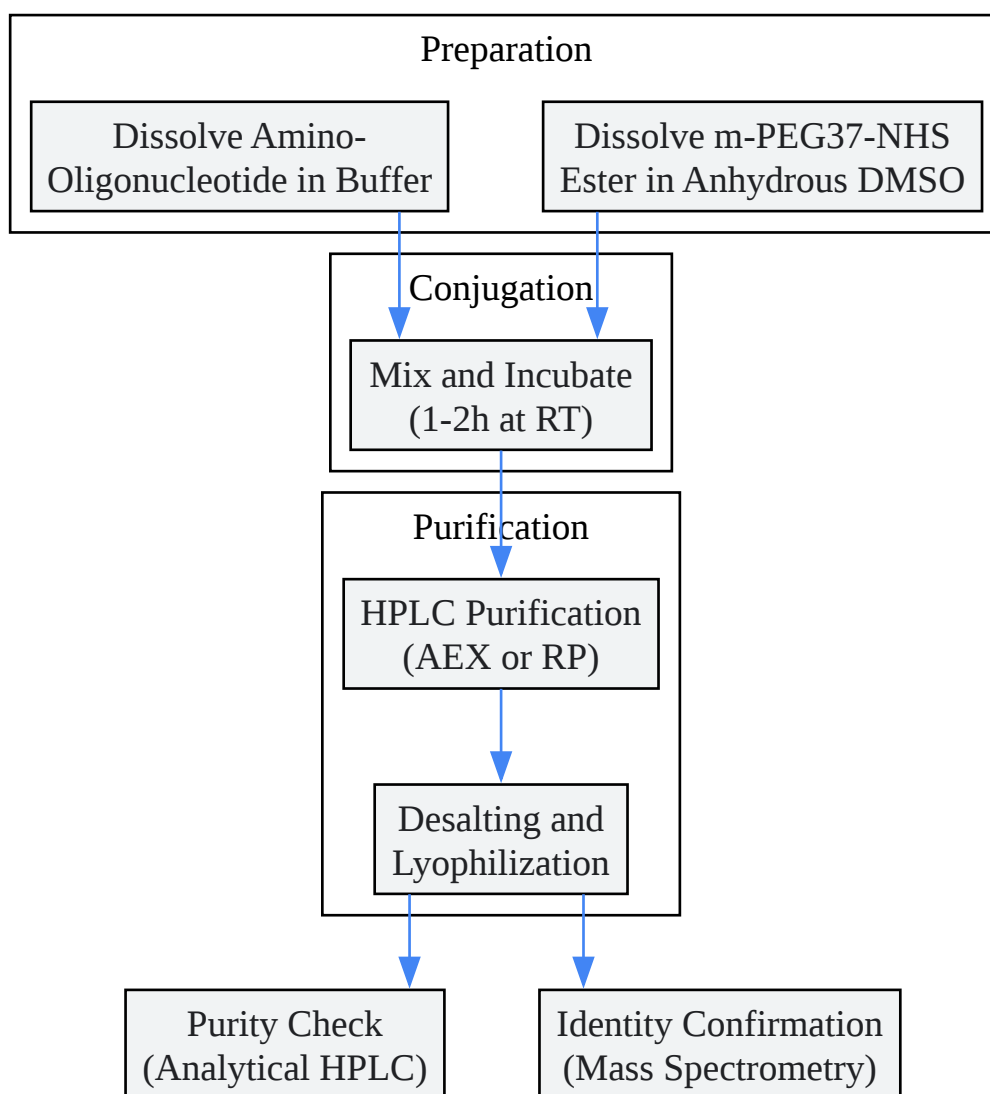 Preparation
Dissolve Amino-
Oligonucleotide in Buffer
Dissolve m-PEG37-NHS
Ester in Anhydrous DMSO
Conjugation
Mix and Incubate
(1-2h at RT)
Purification
HPLC Purification
(AEX or RP)
Desalting and
Lyophilization
Purity Check
(Analytical HPLC)
Identity Confirmation
(Mass Spectrometry)